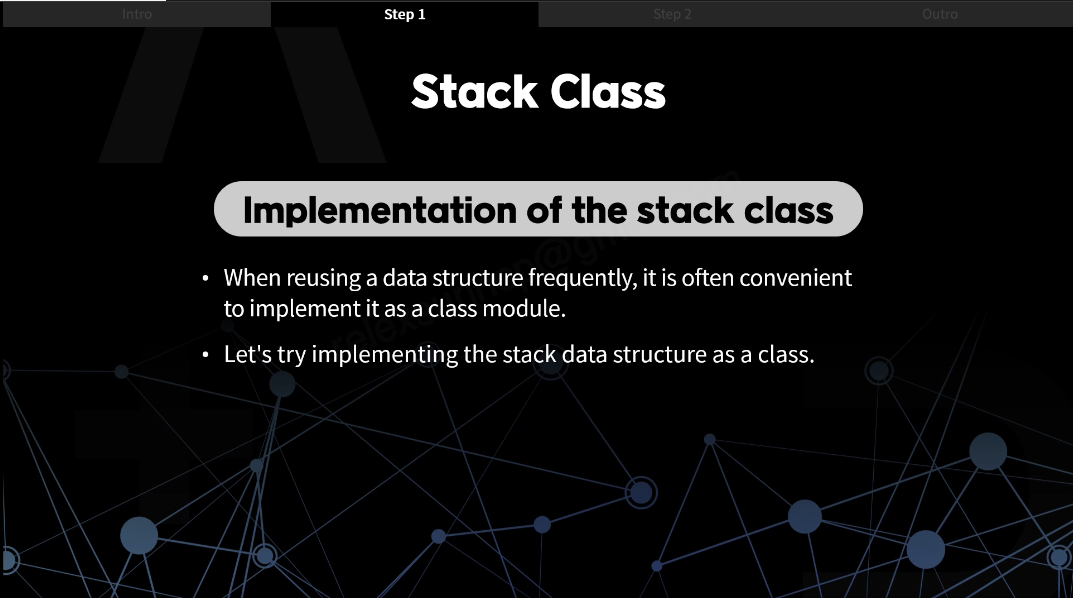 Intro
Step 1
Step 2
Outro
Stack Class
Implementation of the stack class
• When reusing a data structure frequently, it is often convenient
to implement it as a class module.
• Let's try implementing the stack data structure as a class.